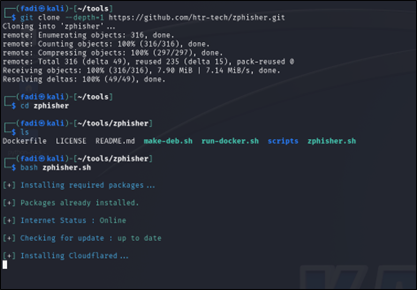 ┌──(fadi㉿kali)-[~/tools]
└─$ git clone --depth=1 https://github.com/htr-tech/zphisher.git
Cloning into 'zphisher'...
remote: Enumerating objects: 316, done.
remote: Counting objects: 100% (316/316), done.
remote: Compressing objects: 100% (297/297), done.
remote: Total 316 (delta 49), reused 235 (delta 15), pack-reused 0
Receiving objects: 100% (316/316), 7.90 MiB | 7.14 MiB/s, done.
Resolving deltas: 100% (49/49), done.
┌──(fadi㉿kali)-[~/tools]
└─$ cd zphisher
┌──(fadi㉿kali)-[~/tools/zphisher]
└─$ ls
Dockerfile LICENSE README.md make-deb.sh run-docker.sh scripts zphisher.sh
┌──(fadi㉿kali)-[~/tools/zphisher]
└─$ bash zphisher.sh
[+] Installing required packages...
[+] Packages already installed.
[+] Internet Status : Online
[+] Checking for update : up to date
[+] Installing Cloudflared...